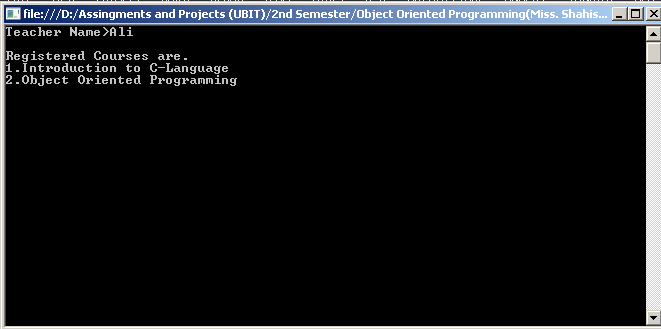 file:///D:/Assingments and Projects (UBIT)/2nd Semester/Object Oriented Programming(Miss. Shahis...
Teacher Name>Ali
Registered Courses are.
1.Introduction to C-Language
2.Object Oriented Programming